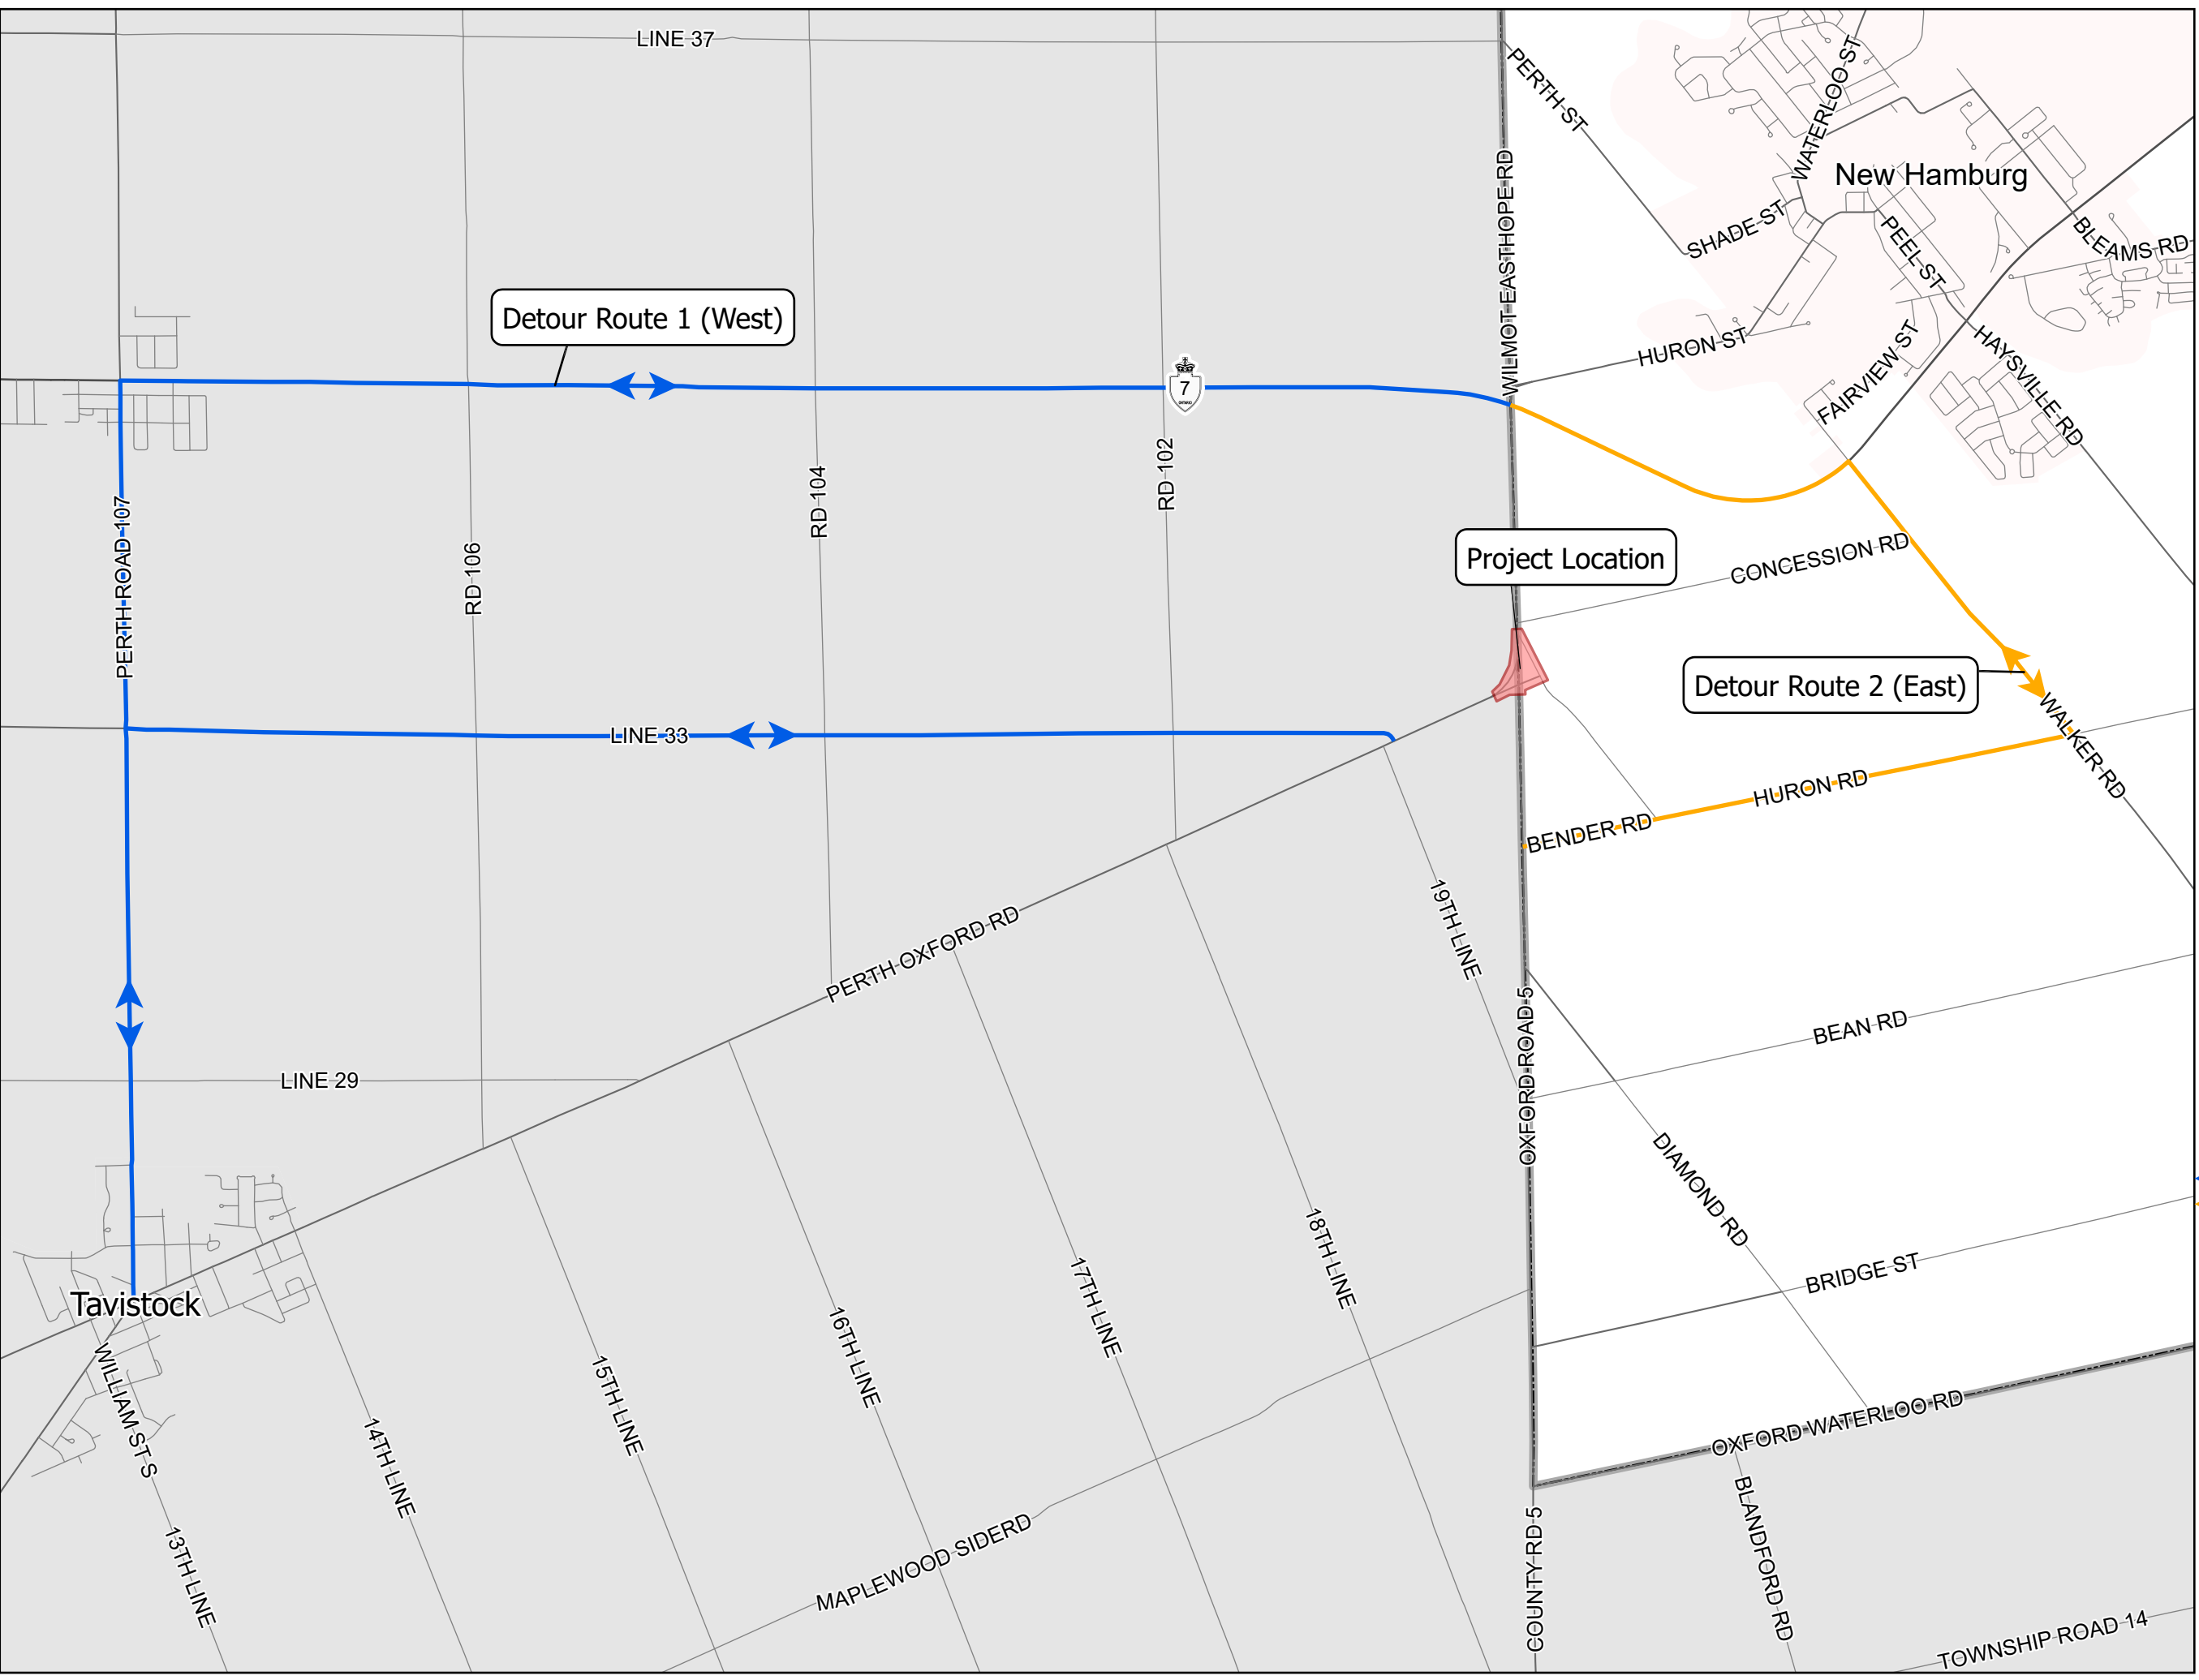 LINE 37
PERTH ST
WATERLOO ST
New Hamburg
WILMOT EASTHOPE RD
SHADE ST
PEEL ST
BLEAMS RD
Detour Route 1 (West)
HURON ST
FAIRVIEW ST
HAYSVILLE RD
7
RD 102
RD 104
PERTH ROAD 107
RD 106
Project Location
CONCESSION RD
Detour Route 2 (East)
WALKER RD
LINE 33
HURON RD
BENDER RD
19TH LINE
PERTH OXFORD RD
OXFORD ROAD 5
BEAN RD
LINE 29
DIAMOND RD
18TH LINE
17TH LINE
BRIDGE ST
Tavistock
16TH LINE
15TH LINE
WILLIAM ST S
14TH LINE
OXFORD WATERLOO RD
13TH LINE
MAPLEWOOD SIDERD
COUNTY RD 5
BLANDFORD RD
TOWNSHIP ROAD 14